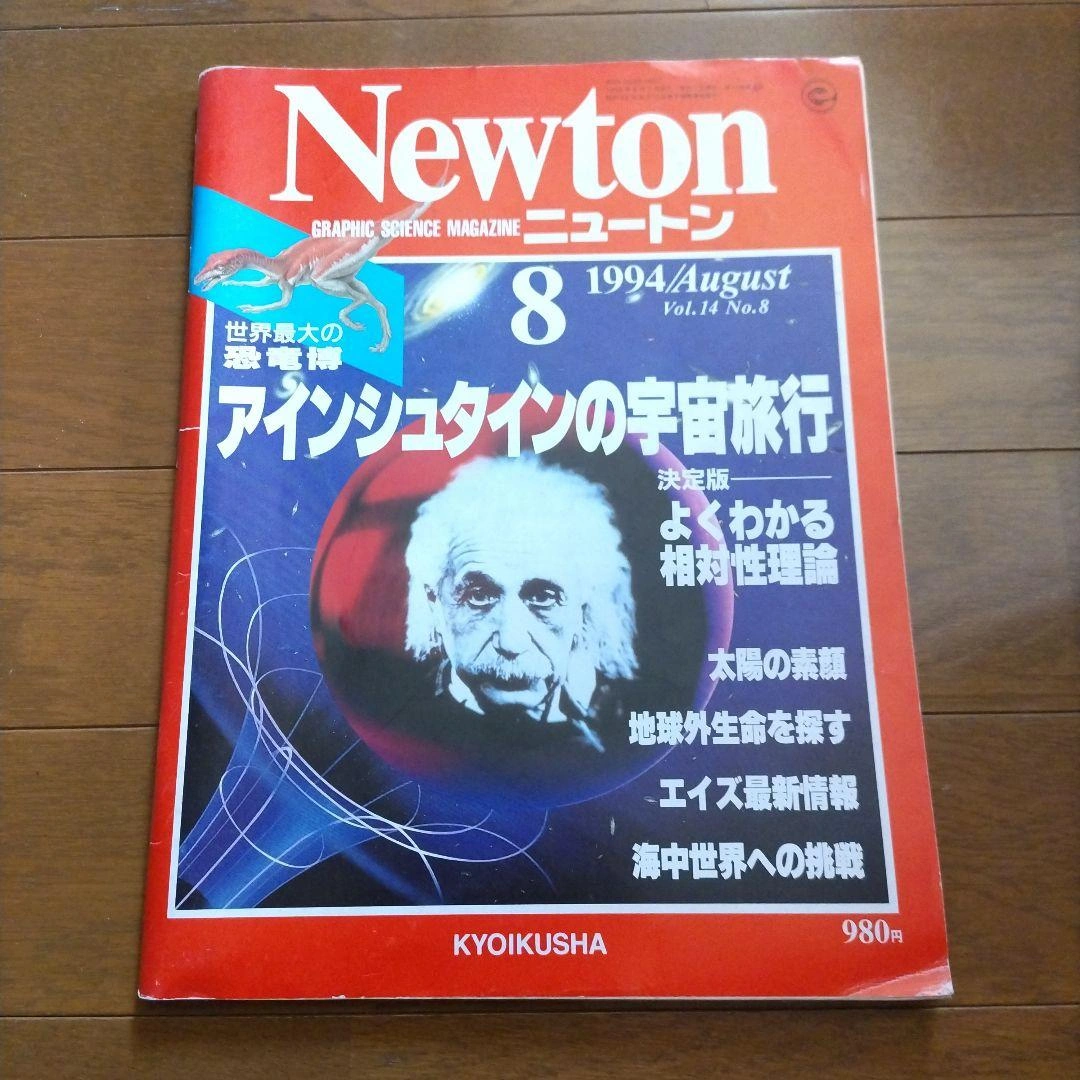 Newton
GRAPHIC SCIENCE MAGAZINE ニュートン
8 1994/August
Vol.14 No.8
世界最大の
恐竜博
アインシュタインの宇宙旅行
決定版
よくわかる
相対性理論
太陽の素顔
地球外生命を探す
エイズ最新情報
海中世界への挑戦
KYOIKUSHA
980円